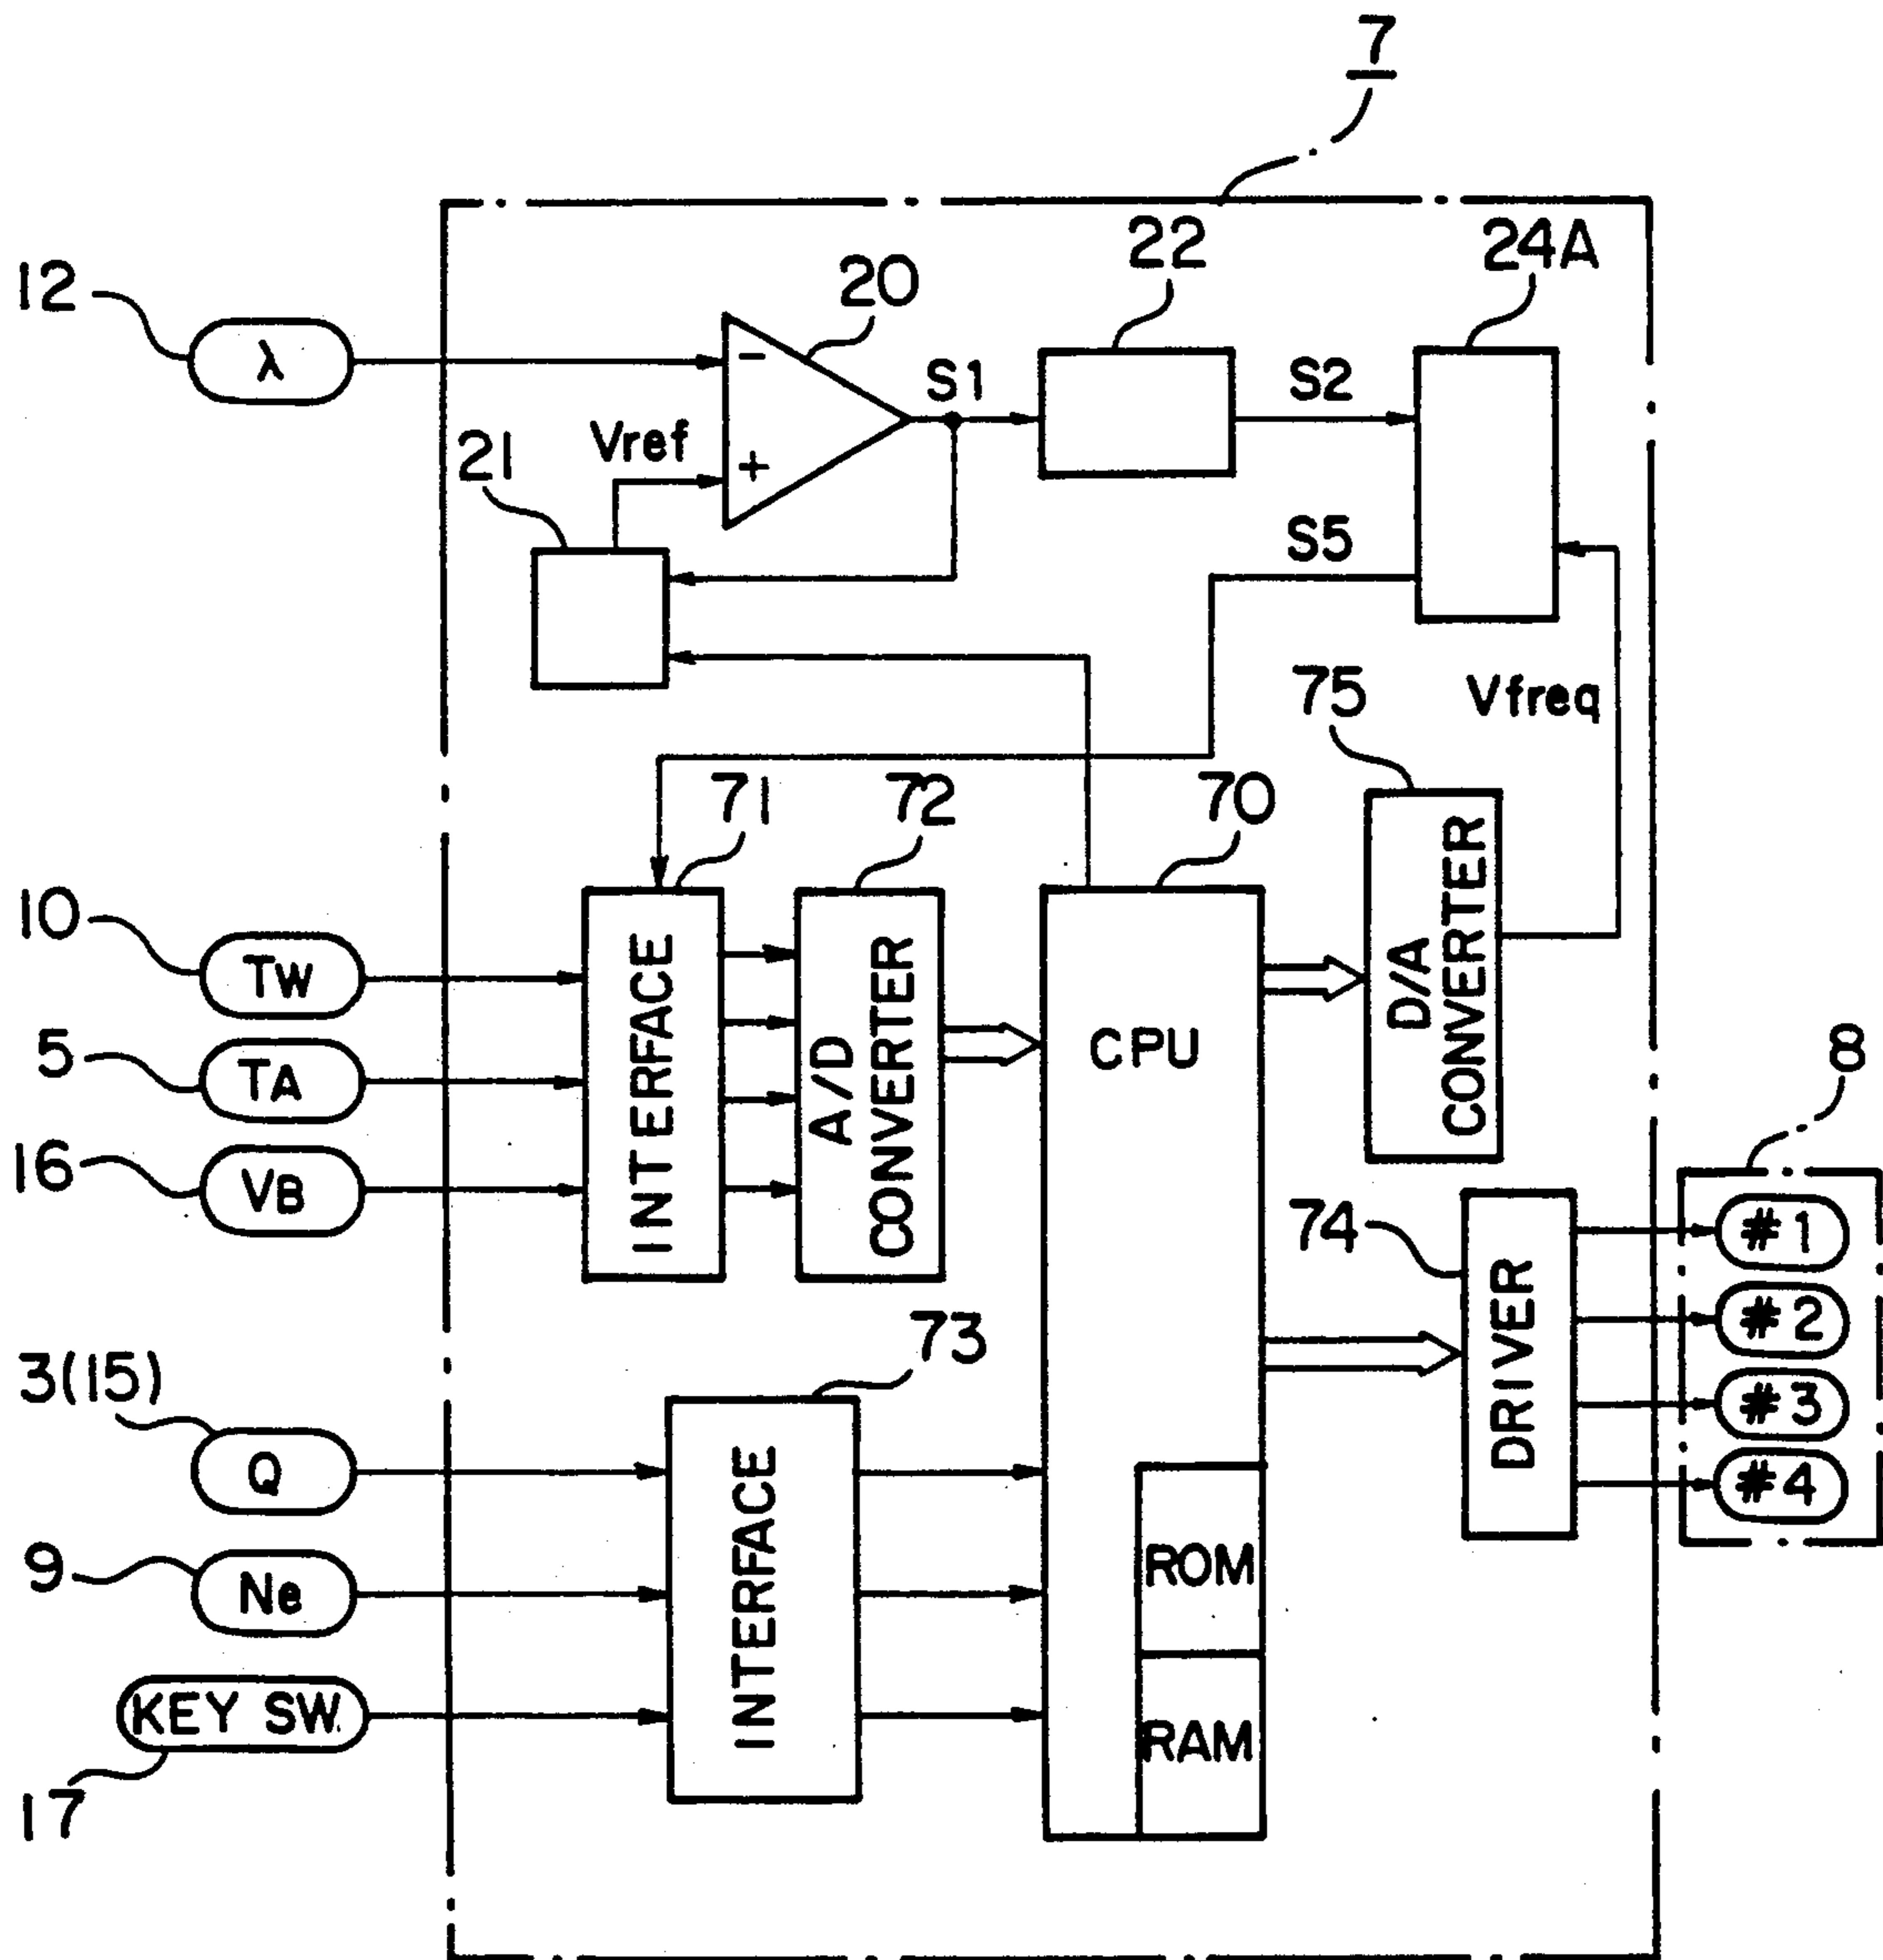 7
12
λ
20
22
24A
−
+
S1
S2
Vref
21
S5
Vfreq
75
71
72
70
10
TW
5
TA
16
VB
INTERFACE
A/D
CONVERTER
CPU
D/A
CONVERTER
8
74
DRIVER
#1
#2
#3
#4
3(15)
Q
73
9
Ne
INTERFACE
ROM
KEY SW.
17
RAM